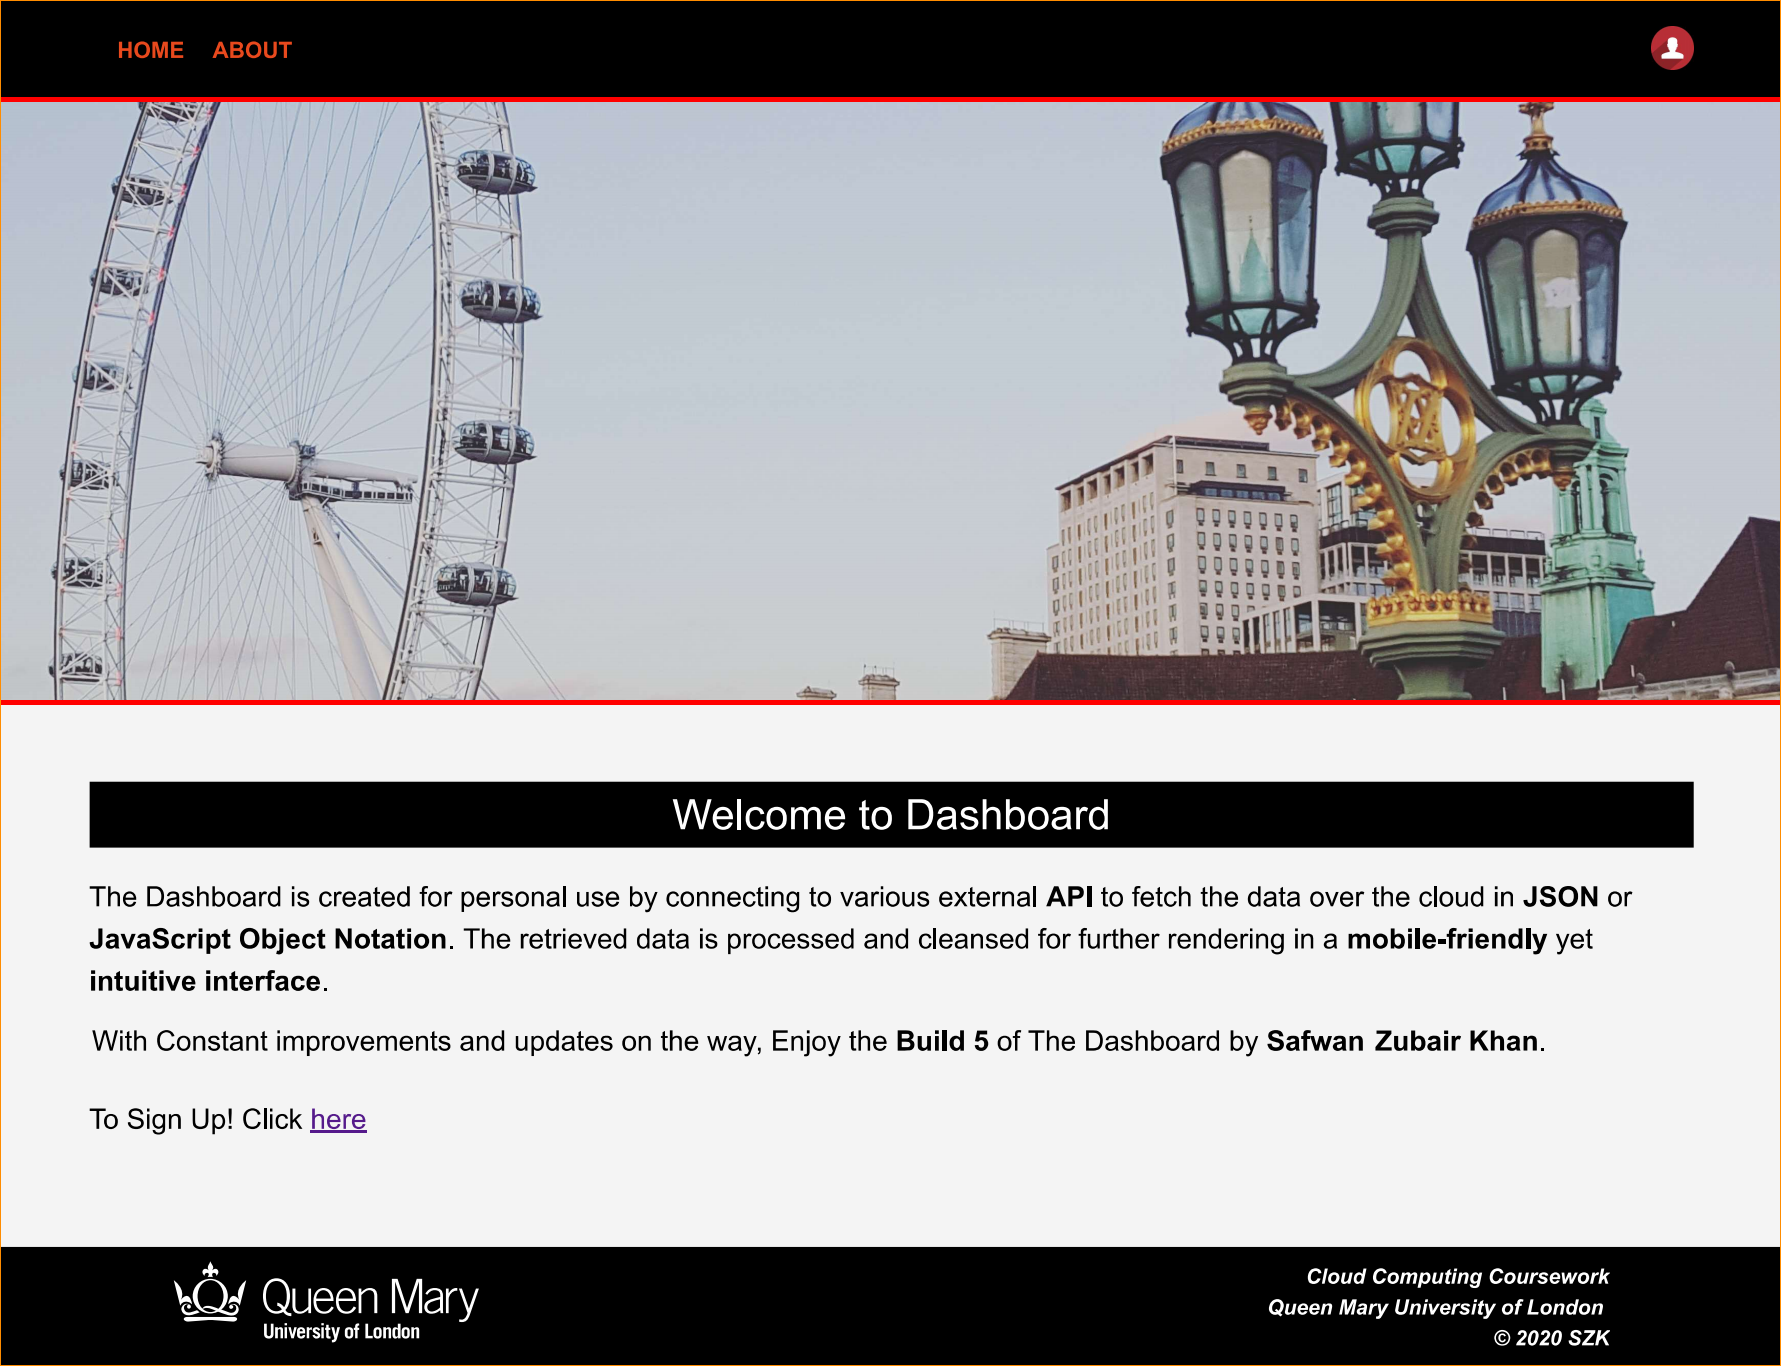 HOME ABOUT
Welcome to Dashboard
The Dashboard is created for personal use by connecting to various external API to fetch the data over the cloud in JSON or
JavaScript Object Notation. The retrieved data is processed and cleansed for further rendering in a mobile-friendly yet
intuitive interface.
With Constant improvements and updates on the way, Enjoy the Build 5 of The Dashboard by Safwan Zubair Khan.
To Sign Up! Click here
Queen Mary
University of London
Cloud Computing Coursework
Queen Mary University of London
© 2020 SZK